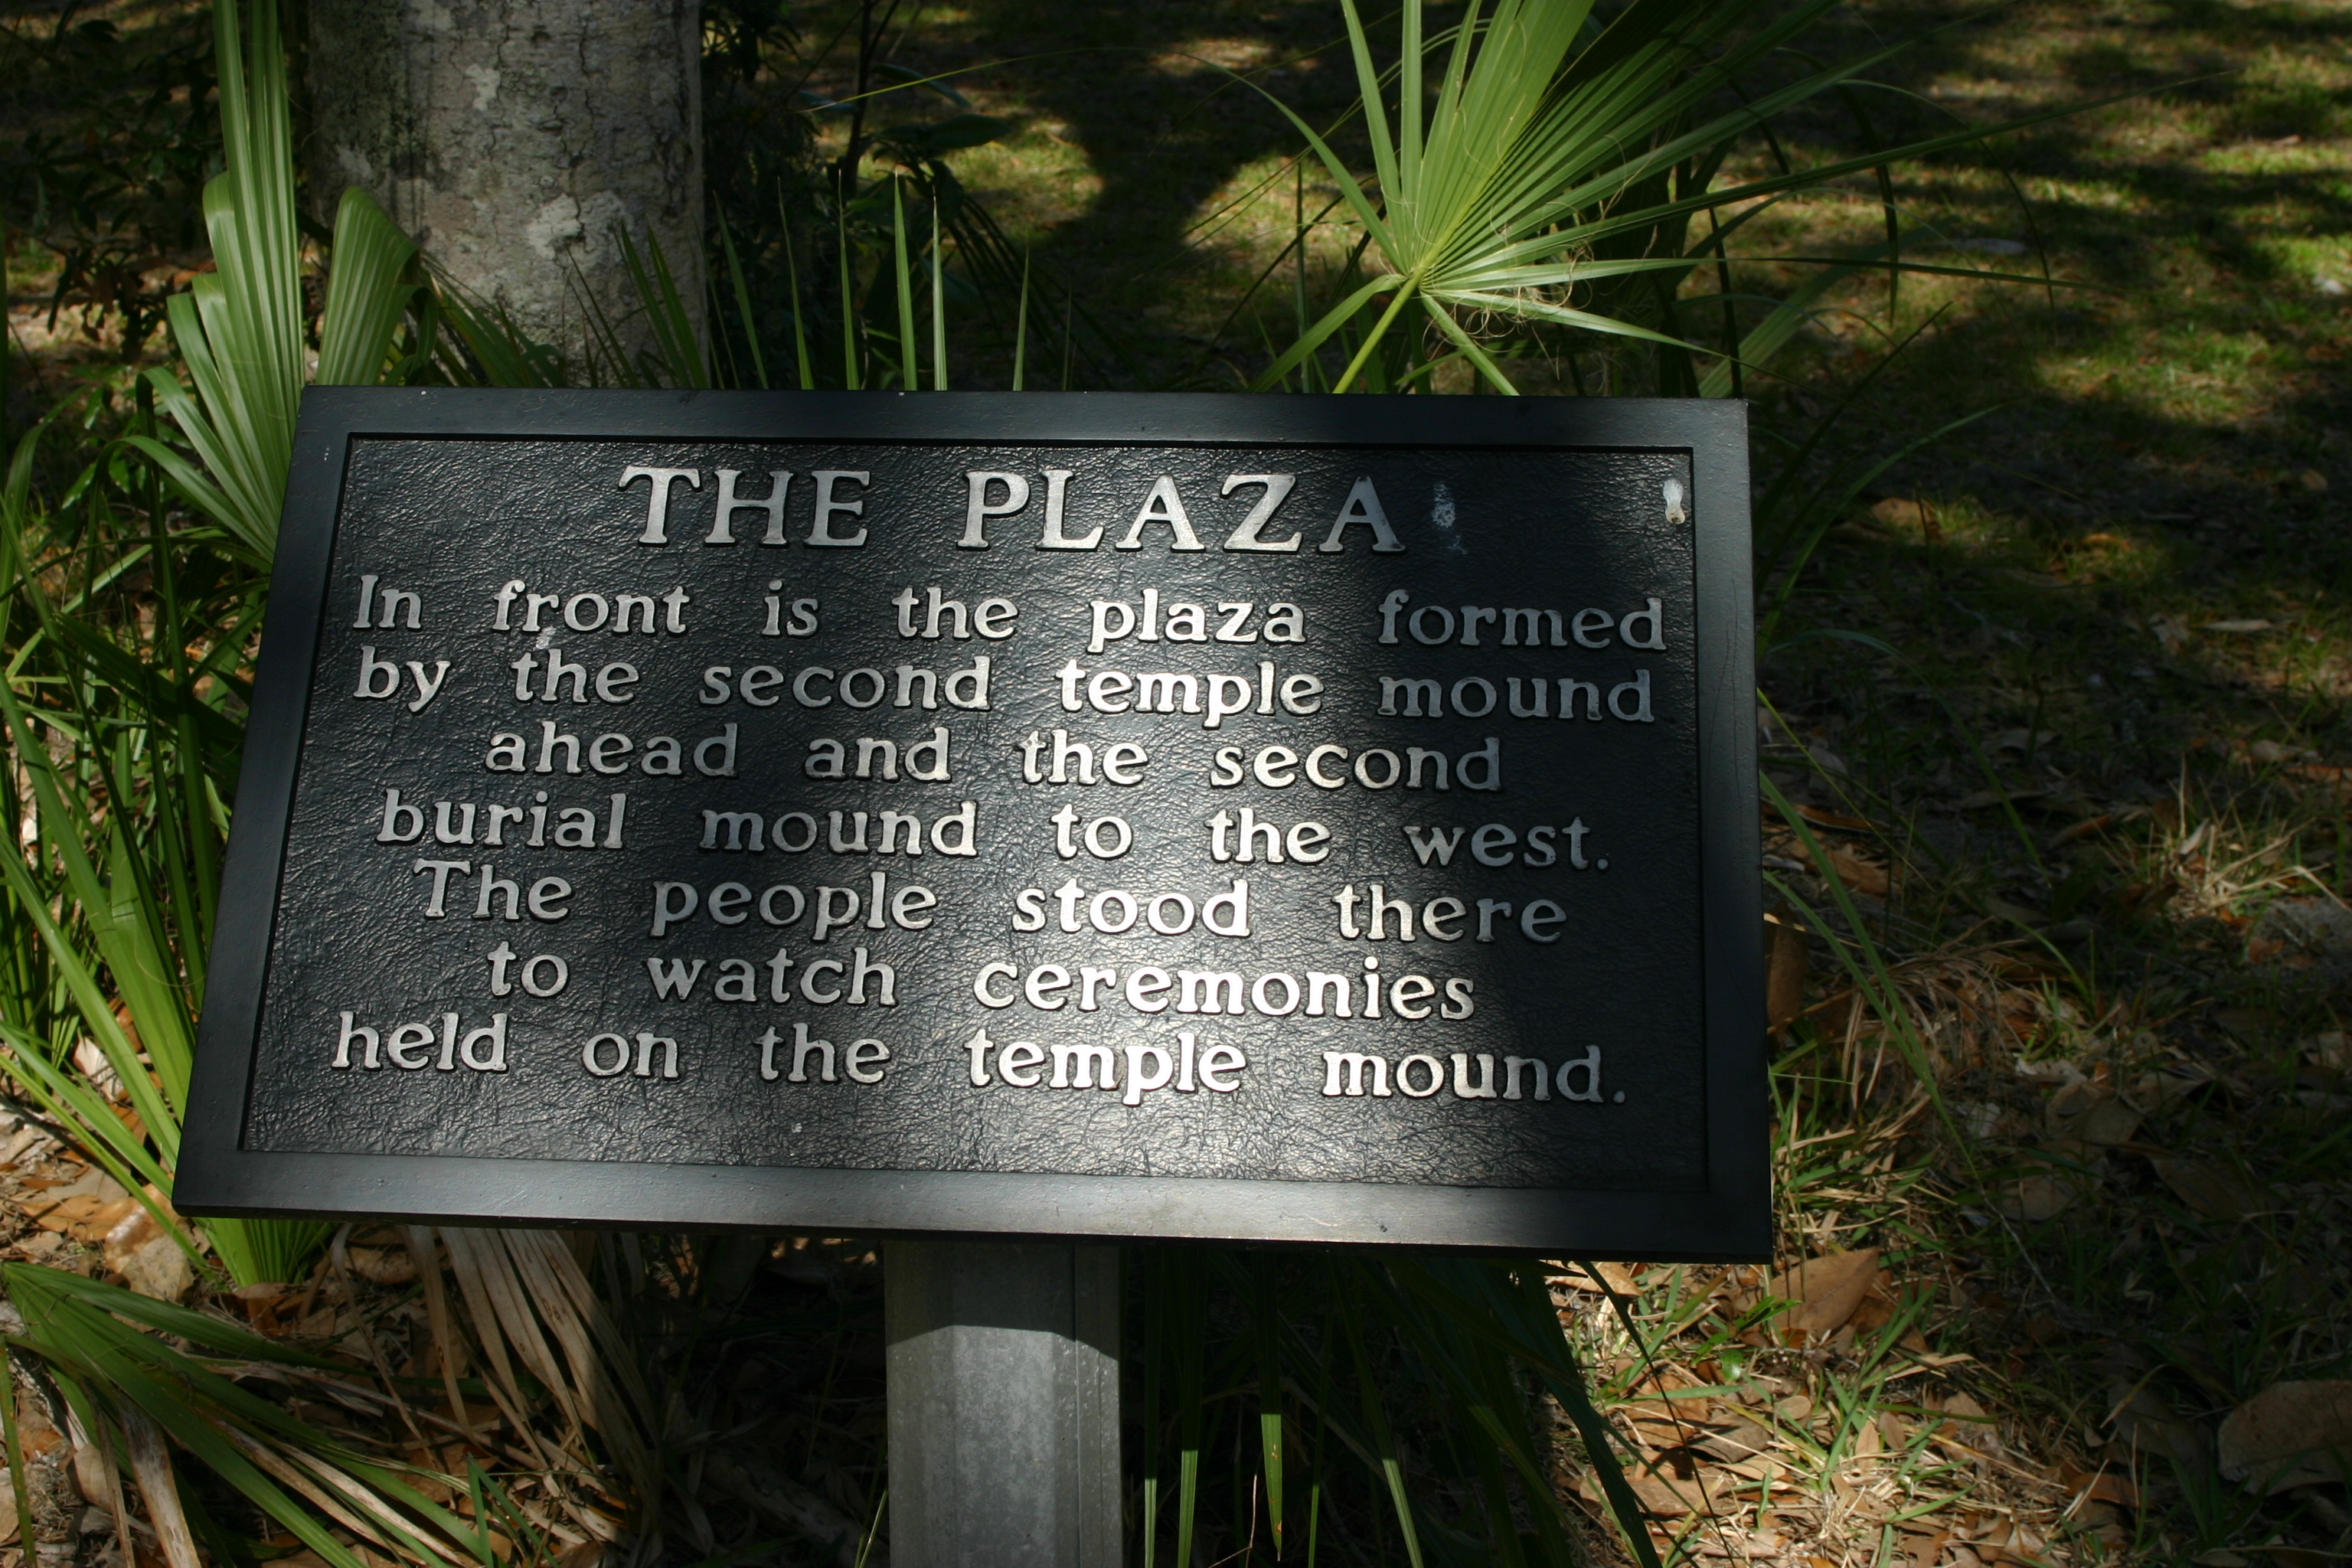 THE PLAZA
In front is the plaza formed
by the second temple mound
ahead and the second
burial mound to the west.
The people stood there
to watch ceremonies
held on the temple mound.